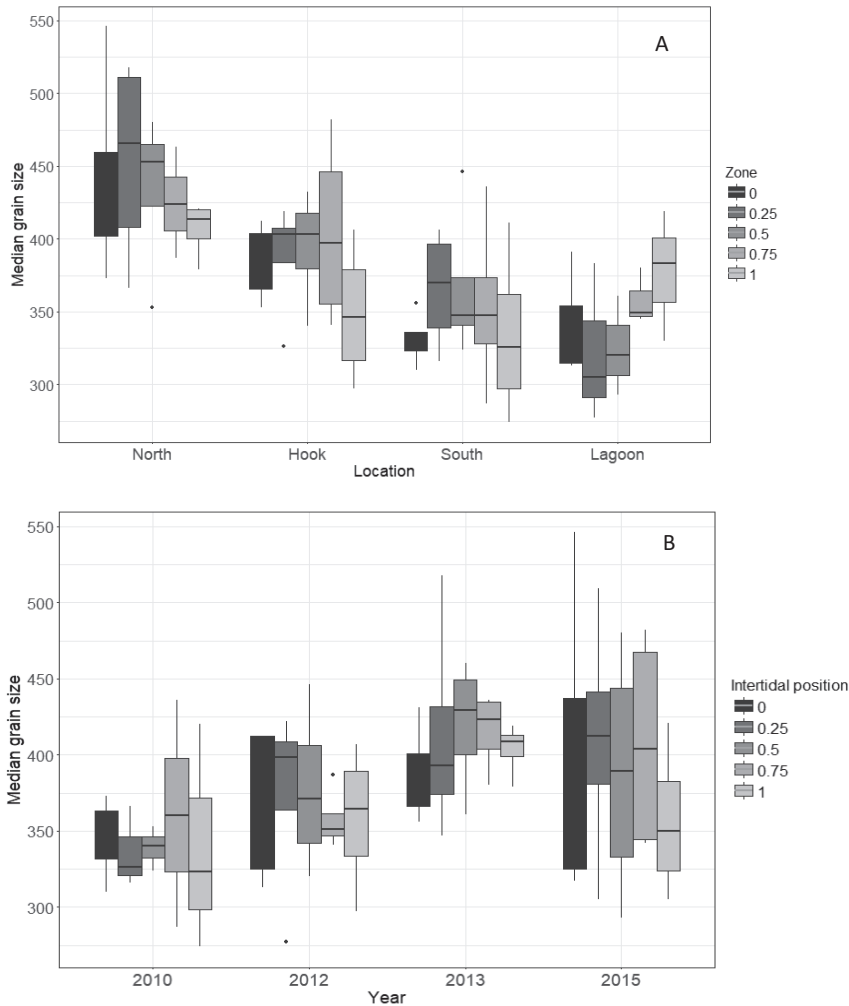 A
550
500
450
400
350
300
Median grain size
North Hook South Lagoon
Location
Zone
0
0.25
0.5
0.75
1
B
550
500
450
400
350
300
Median grain size
2010 2012 2013 2015
Year
Intertidal position
0
0.25
0.5
0.75
1